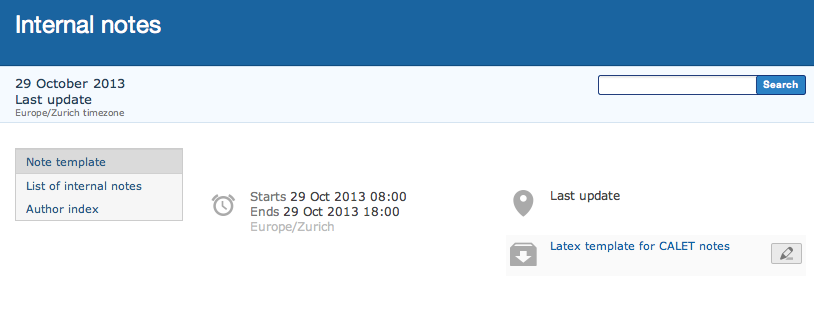 Internal notes
29 October 2013
Last update
Europe/Zurich timezone
Search
Note template
List of internal notes
Author index
Starts 29 Oct 2013 08:00
Ends 29 Oct 2013 18:00
Europe/Zurich
Last update
Latex template for CALET notes